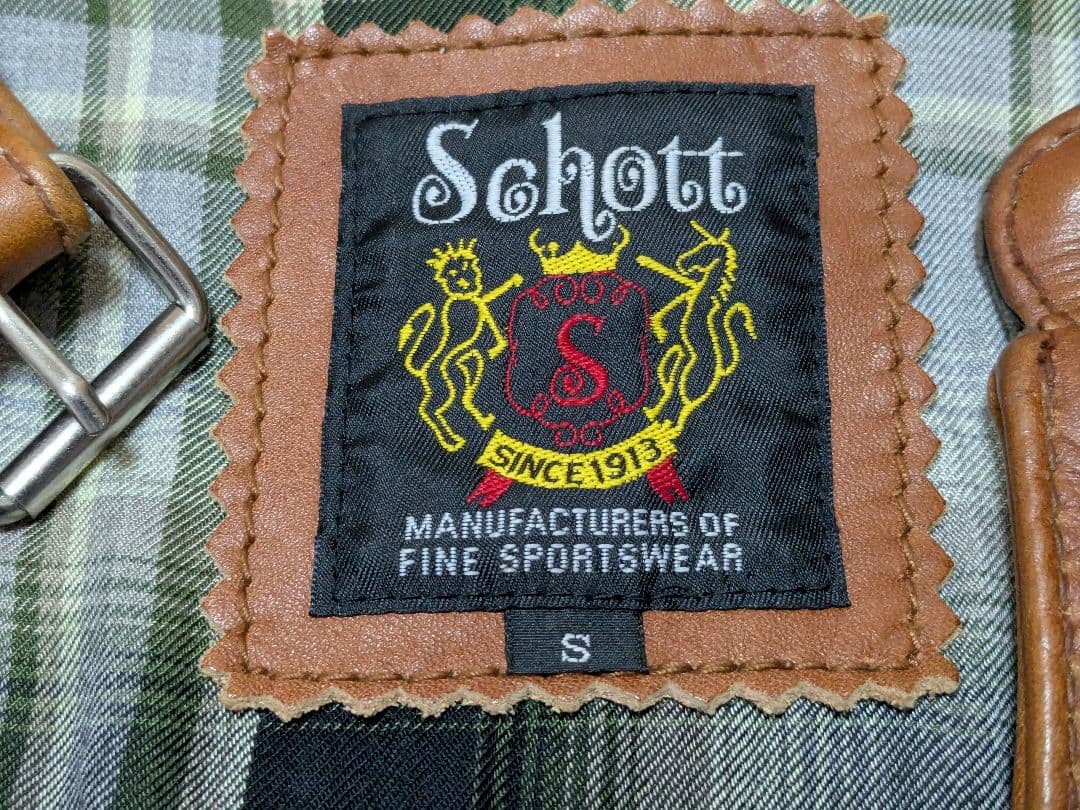 Schott
S
SINCE 1913
MANUFACTURERS OF
FINE SPORTSWEAR
S